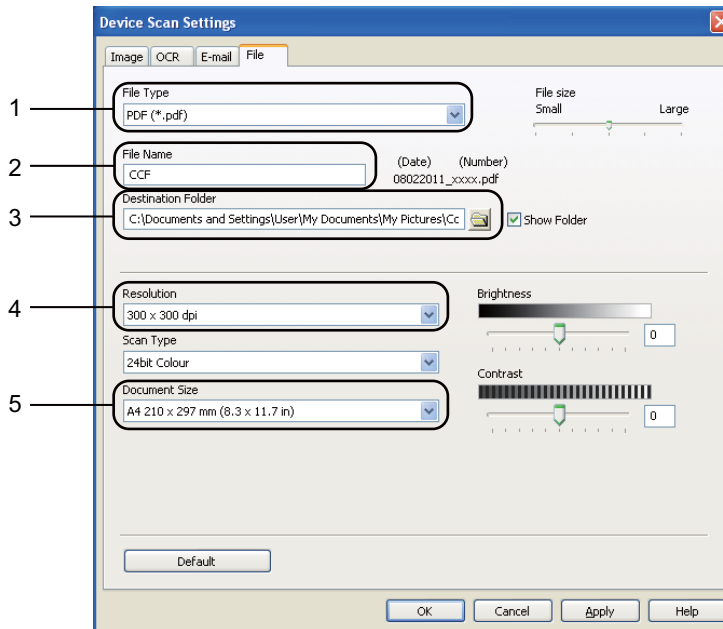 Device Scan Settings
Image OCR E-mail File
1
File Type
PDF (*.pdf)
File size
Small Large
2
File Name
CCF
(Date) (Number)
08022011_xxxx.pdf
3
Destination Folder
C:\Documents and Settings\User\My Documents\My Pictures\Cc
Show Folder
4
Resolution
300 x 300 dpi
Brightness
0
Scan Type
24bit Colour
Contrast
0
5
Document Size
A4 210 x 297 mm (8.3 x 11.7 in)
Default
OK Cancel Apply Help